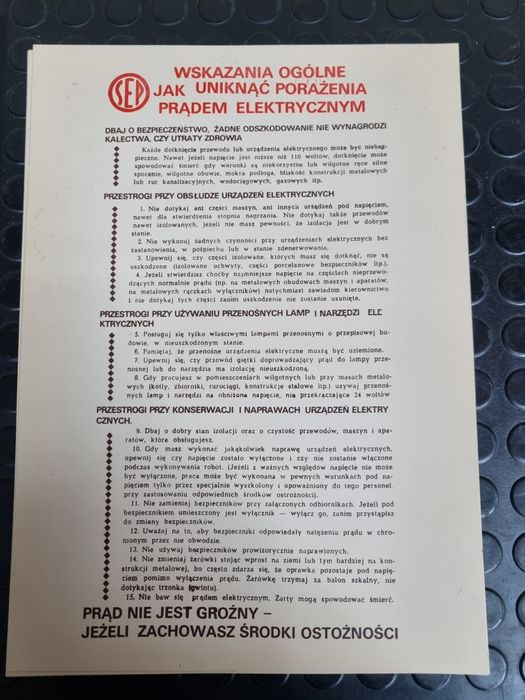 SEP
WSKAZANIA OGÓLNE
JAK UNIKNĄĆ PORAŻENIA
PRĄDEM ELEKTRYCZNYM
DBAJ O BEZPIECZEŃSTWO, ŻADNE ODSZKODOWANIE NIE WYNAGRODZI
KALECTWA, CZY UTRATY ZDROWIA
Każde dotknięcie przewodu lub urządzenia elektrycznego może być niebez-
pieczne. Nawet jeżeli napięcie jest niższe niż 110 woltów, dotknięcie może
spowodować śmierć gdy warunki są niekorzystne lub wilgotne ręce silne
spocenie, wilgotne obuwie, mokra podłoga, bliskość konstrukcji metalowych
lub rur kanalizacyjnych, wodociągowych, gazowych itp.
PRZESTROGI PRZY OBSŁUDZE URZĄDZEŃ ELEKTRYCZNYCH
1. Nie dotykaj ani części maszyn, ani innych urządzeń pod napięciem,
nawet dla stwierdzenia stopnia nagrzania. Nie dotykaj także przewodów
nawet izolowanych, jeżeli nie masz pewności, że izolacja jest w dobrym
stanie.
2. Nie wykonuj żadnych czynności przy urządzeniach elektrycznych bez
zastanowienia, w pośpiechu lub w stanie zdenerwowania.
3. Upewnij się, czy części izolowane, których masz się dotknąć, nie są
uszkodzone (izolowane uchwyty, części porcelanowe bezpieczników itp.).
4. Jeżeli stwierdzisz choćby najmniejsze napięcie na częściach nieprzewo-
dzących normalnie prądu (np. na metalowych obudowach maszyn i aparatów,
na metalowych rączkach wyłączników) natychmiast zawiadom kierownictwo
i nie dotykaj tych części zanim uszkodzenie nie zostanie usunięte,
PRZESTROGI PRZY UŻYWANIU PRZENOŚNYCH LAMP I NARZĘDZI ELE
KTRYCZNYCH
5. Posługuj się tylko właściwymi lampami przenośnymi o przepisowej bu-
dowie, w nieuszkodzonym stanie.
6. Pamiętaj, że przenośne urządzenia elektryczne muszą być uziemione.
7. Upewnij się, czy przewód giętki doprowadzający prąd do lampy prze-
nośnej lub do narzędzia ma izolację nieuszkodzoną.
8. Gdy pracujesz w pomieszczeniach wilgotnych lub przy masach metalo-
wych (kotły, zbiorniki, rurociągi, konstrukcje stalowe itp.) używaj przenoś-
nych lamp i narzędzi na obniżone napięcie, nie przekraczające 24 woltów
PRZESTROGI PRZY KONSERWACJI I NAPRAWACH URZĄDZEŃ ELEKTRY
CZNYCH.
9. Dbaj o dobry stan izolacji oraz o czystość przewodów, maszyn i apa-
ratów, które obsługujesz.
10. Gdy masz wykonać jakąkolwiek naprawę urządzeń elektrycznych,
upewnij się czy napięcie zostało wyłączone i czy nie zostanie włączone
podczas wykonywania robot. (Jeżeli z ważnych względów napięcie nie może
być wyłączone, praca może być wykonana w pewnych warunkach pod na-
pięciem tylko przez specjalnie wyszkolony i upoważniony do tego personel,
przy zastosowaniu odpowiednich środków ostrożności).
11. Nie zamieniaj bezpieczników przy załączonych odbiornikach. Jeżeli pod
bezpiecznikiem umieszczony jest wyłącznik — wyłącz go, zanim przystąpisz
do zmiany bezpieczników.
12. Uważaj na to, aby bezpieczniki odpowiadały natężeniu prądu w chro-
nionym przez nie obwodzie.
13. Nie używaj bezpieczników prowizorycznie naprawionych.
14. Nie zmieniaj żarówki stojąc wprost na ziemi lub tym bardziej na kon-
strukcji metalowej, bo często zdarza się, że oprawka pozostaje pod napię-
ciem pomimo wyłączenia prądu. Żarówkę trzymaj za balon szkalny, nie
dotykając trzonka (gwintu).
15. Nie baw się prądem elektrycznym. Żarty mogą spowodować śmierć.
PRĄD NIE JEST GROŹNY –
JEŻELI ZACHOWASZ ŚRODKI OSTOŻNOŚCI